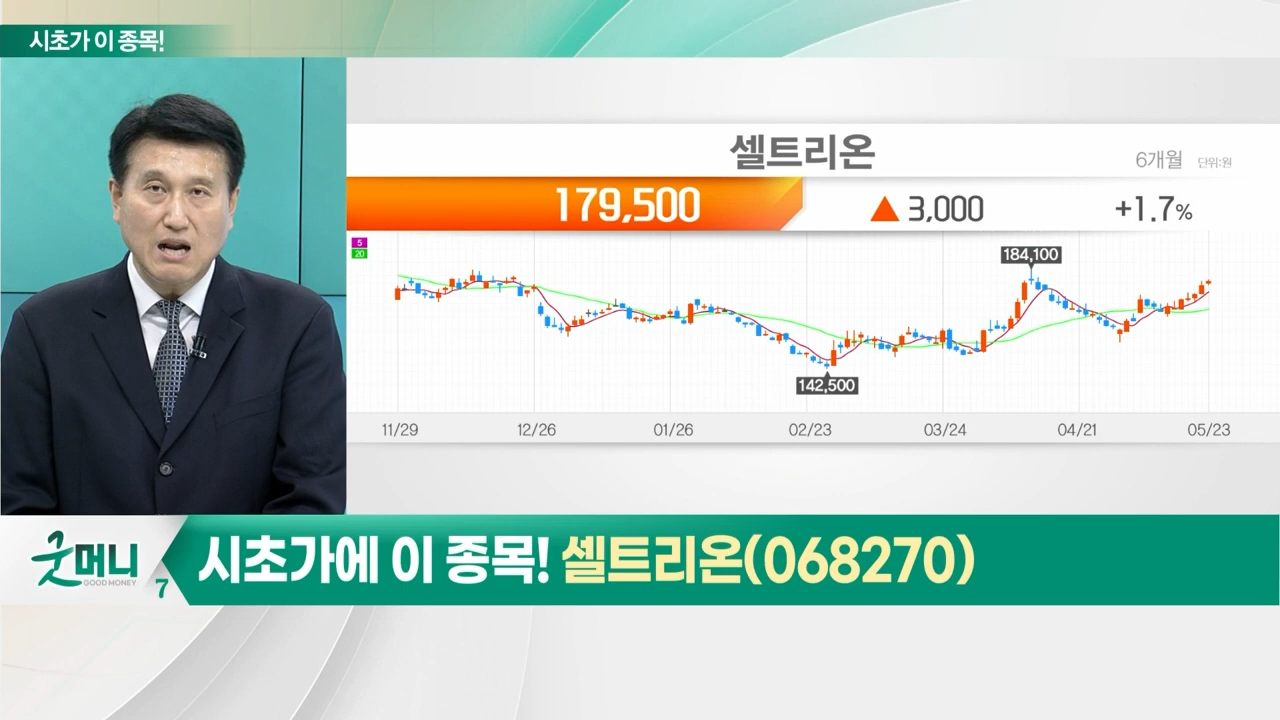 시초가 이 종목!
셀트리온
6개월 단위:원
179,500 ▲ 3,000 +1.7%
5
20
184,100
142,500
11/29 12/26 01/26 02/23 03/24 04/21 05/23
굿머니
GOOD MONEY
7
시초가에 이 종목! 셀트리온(068270)